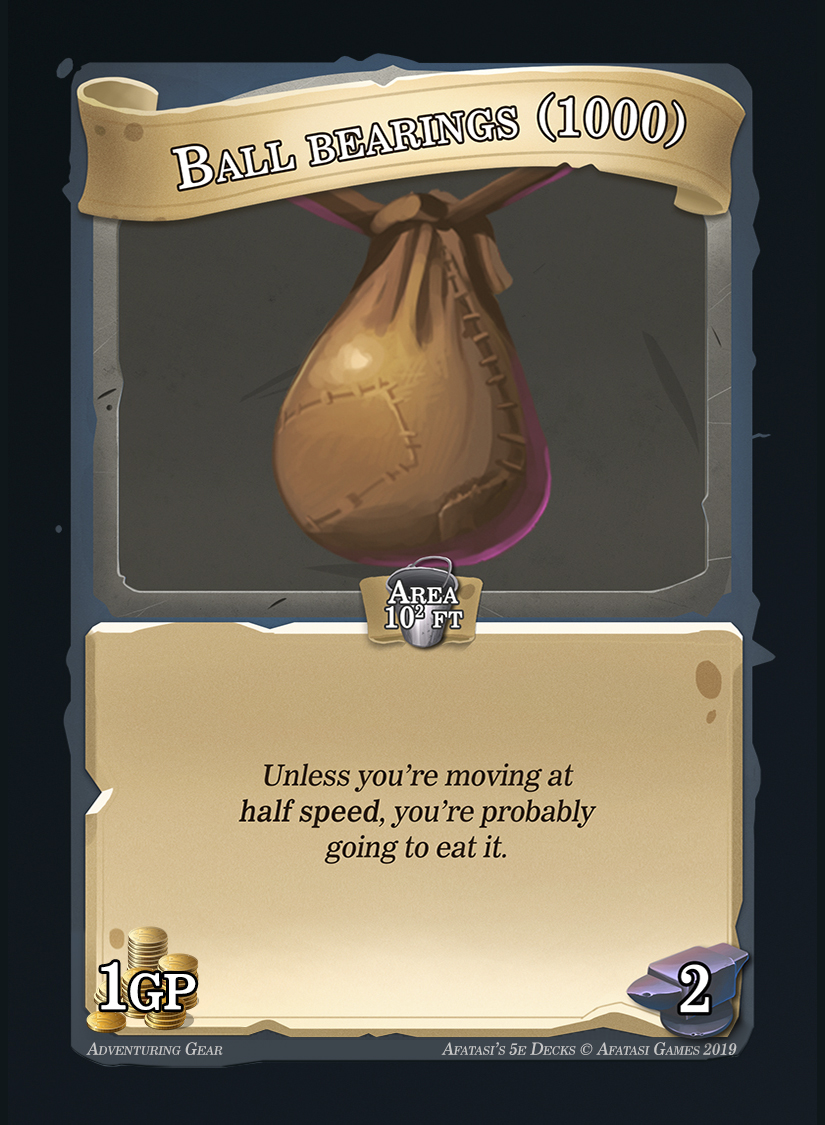 Ball bearings (1000)
Area
10² ft
Unless you're moving at
half speed, you're probably
going to eat it.
1GP
2
Adventuring Gear
Afatasi's 5e Decks © Afatasi Games 2019